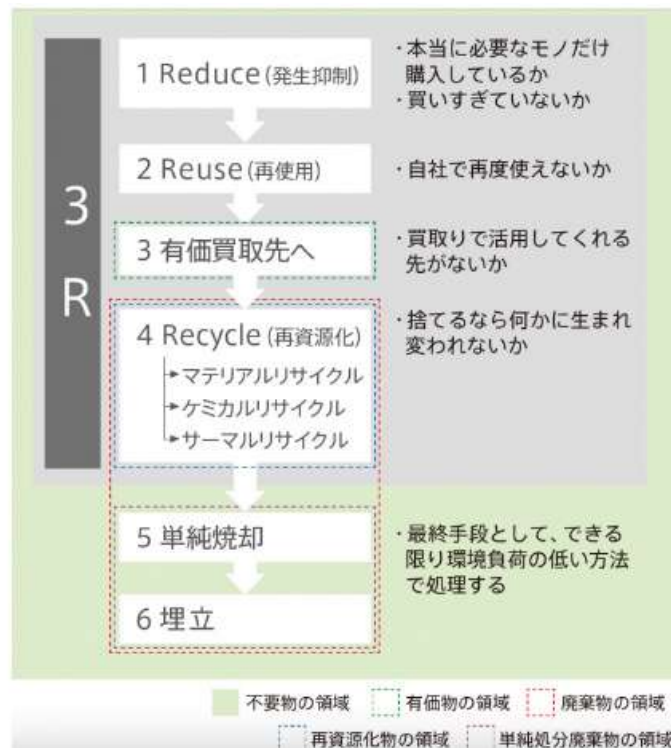 3R
1 Reduce(発生抑制)
・本当に必要なモノだけ
購入しているか
・買いすぎていないか
2 Reuse(再使用)
・自社で再度使えないか
3 有価買取先へ
・買取りで活用してくれる
先がないか
4 Recycle(再資源化)
マテリアルリサイクル
ケミカルリサイクル
サーマルリサイクル
・捨てるなら何かに生まれ
変われないか
5 単純焼却
6 埋立
・最終手段として、できる
限り環境負荷の低い方法
で処理する
不要物の領域 有価物の領域 廃棄物の領域
再資源化物の領域 単純処分廃棄物の領域